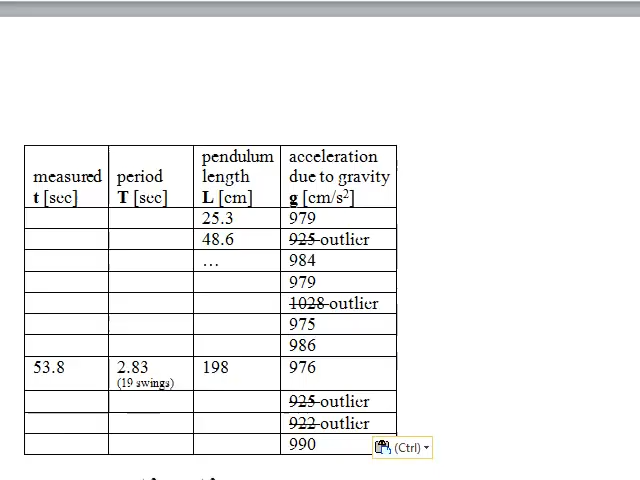 measured t [sec] period T [sec] pendulum length L [cm] acceleration due to gravity g [cm/s²]
25.3 979
48.6 925 outlier
… 984
979
1028 outlier
975
986
53.8 2.83 (19 swings) 198 976
925 outlier
922 outlier
990
(Ctrl)